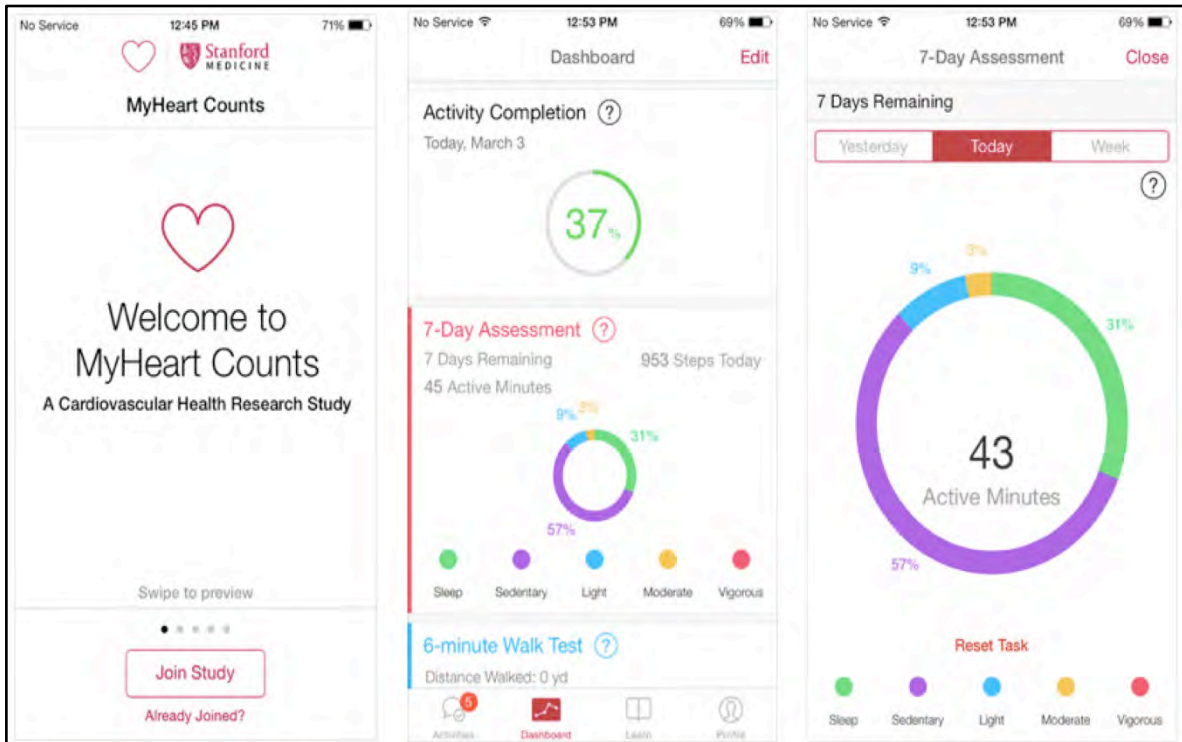 No Service 12:45 PM 71%
Stanford
MEDICINE
MyHeart Counts
Welcome to
MyHeart Counts
A Cardiovascular Health Research Study
Swipe to preview
Join Study
Already Joined?
No Service 12:53 PM 69%
Dashboard Edit
Activity Completion ?
Today, March 3
37%
7-Day Assessment ?
7 Days Remaining 953 Steps Today
45 Active Minutes
9%
31%
57%
Sleep Sedentary Light Moderate Vigorous
6-minute Walk Test ?
Distance Walked: 0 yd
5
Activities Dashboard Learn Profile
No Service 12:53 PM 69%
7-Day Assessment Close
7 Days Remaining
Yesterday Today Week
?
3%
9%
31%
43
Active Minutes
57%
Reset Task
Sleep Sedentary Light Moderate Vigorous